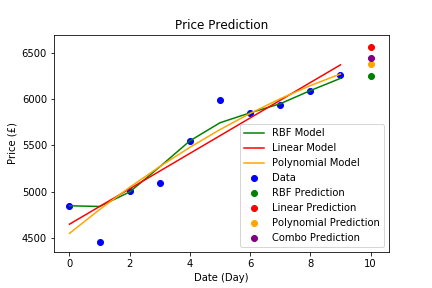 Price Prediction
Price (£)
6500
6000
5500
5000
4500
0
2
4
6
8
10
Date (Day)
RBF Model
Linear Model
Polynomial Model
Data
RBF Prediction
Linear Prediction
Polynomial Prediction
Combo Prediction